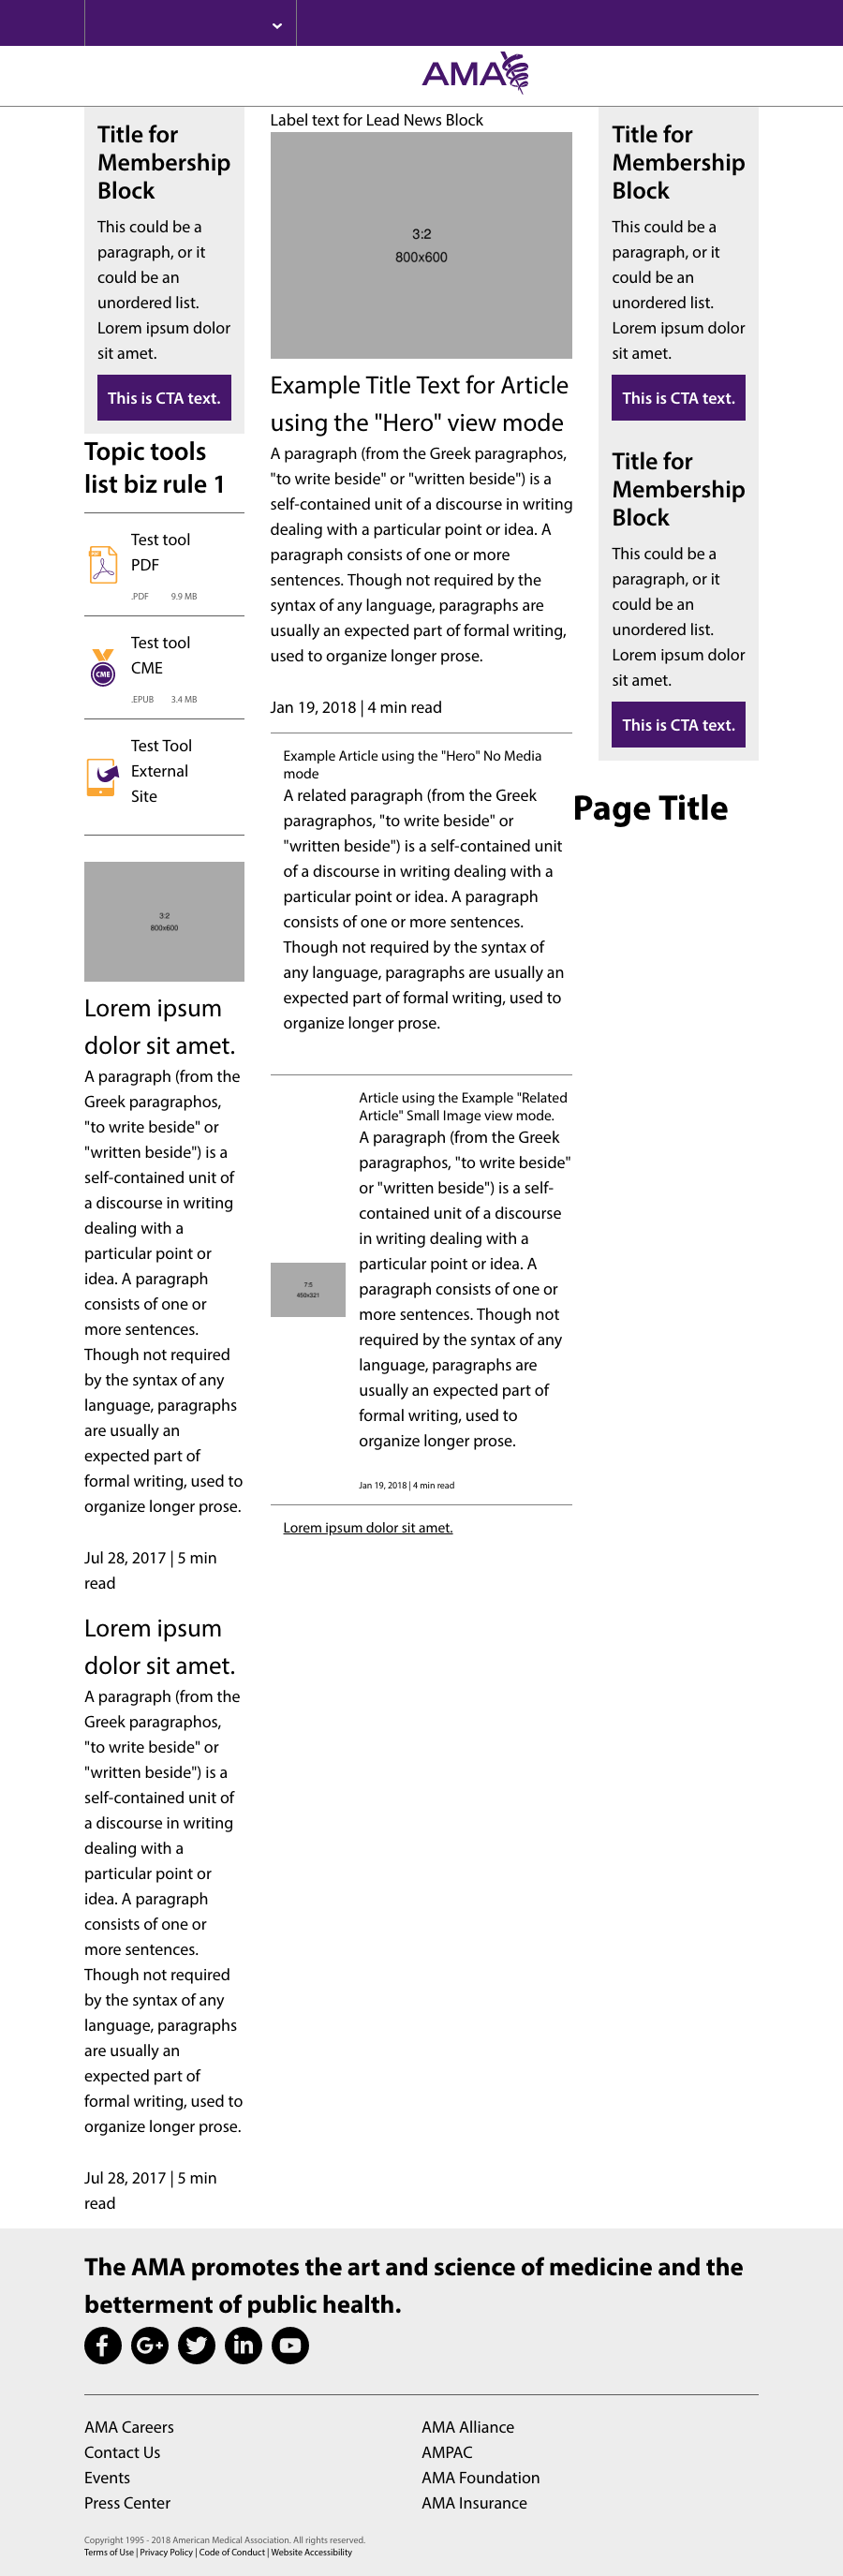 AMA
Title for
Membership
Block
This could be a
paragraph, or it
could be an
unordered list.
Lorem ipsum dolor
sit amet.
This is CTA text.
Topic tools
list biz rule 1
Test tool
PDF
.PDF 9.9 MB
Test tool
CME
CME
.EPUB 3.4 MB
Test Tool
External
Site
3:2
800x600
Lorem ipsum
dolor sit amet.
A paragraph (from the
Greek paragraphos,
"to write beside" or
"written beside") is a
self-contained unit of
a discourse in writing
dealing with a
particular point or
idea. A paragraph
consists of one or
more sentences.
Though not required
by the syntax of any
language, paragraphs
are usually an
expected part of
formal writing, used to
organize longer prose.
Jul 28, 2017 | 5 min
read
Lorem ipsum
dolor sit amet.
A paragraph (from the
Greek paragraphos,
"to write beside" or
"written beside") is a
self-contained unit of
a discourse in writing
dealing with a
particular point or
idea. A paragraph
consists of one or
more sentences.
Though not required
by the syntax of any
language, paragraphs
are usually an
expected part of
formal writing, used to
organize longer prose.
Jul 28, 2017 | 5 min
read
Label text for Lead News Block
3:2
800x600
Example Title Text for Article
using the "Hero" view mode
A paragraph (from the Greek paragraphos,
"to write beside" or "written beside") is a
self-contained unit of a discourse in writing
dealing with a particular point or idea. A
paragraph consists of one or more
sentences. Though not required by the
syntax of any language, paragraphs are
usually an expected part of formal writing,
used to organize longer prose.
Jan 19, 2018 | 4 min read
Example Article using the "Hero" No Media
mode
A related paragraph (from the Greek
paragraphos, "to write beside" or
"written beside") is a self-contained unit
of a discourse in writing dealing with a
particular point or idea. A paragraph
consists of one or more sentences.
Though not required by the syntax of
any language, paragraphs are usually an
expected part of formal writing, used to
organize longer prose.
7:5
450x321
Article using the Example "Related
Article" Small Image view mode.
A paragraph (from the Greek
paragraphos, "to write beside"
or "written beside") is a self-
contained unit of a discourse
in writing dealing with a
particular point or idea. A
paragraph consists of one or
more sentences. Though not
required by the syntax of any
language, paragraphs are
usually an expected part of
formal writing, used to
organize longer prose.
Jan 19, 2018 | 4 min read
Lorem ipsum dolor sit amet.
Title for
Membership
Block
This could be a
paragraph, or it
could be an
unordered list.
Lorem ipsum dolor
sit amet.
This is CTA text.
Title for
Membership
Block
This could be a
paragraph, or it
could be an
unordered list.
Lorem ipsum dolor
sit amet.
This is CTA text.
Page Title
The AMA promotes the art and science of medicine and the
betterment of public health.
AMA Careers
Contact Us
Events
Press Center
AMA Alliance
AMPAC
AMA Foundation
AMA Insurance
Copyright 1995 - 2018 American Medical Association. All rights reserved.
Terms of Use | Privacy Policy | Code of Conduct | Website Accessibility